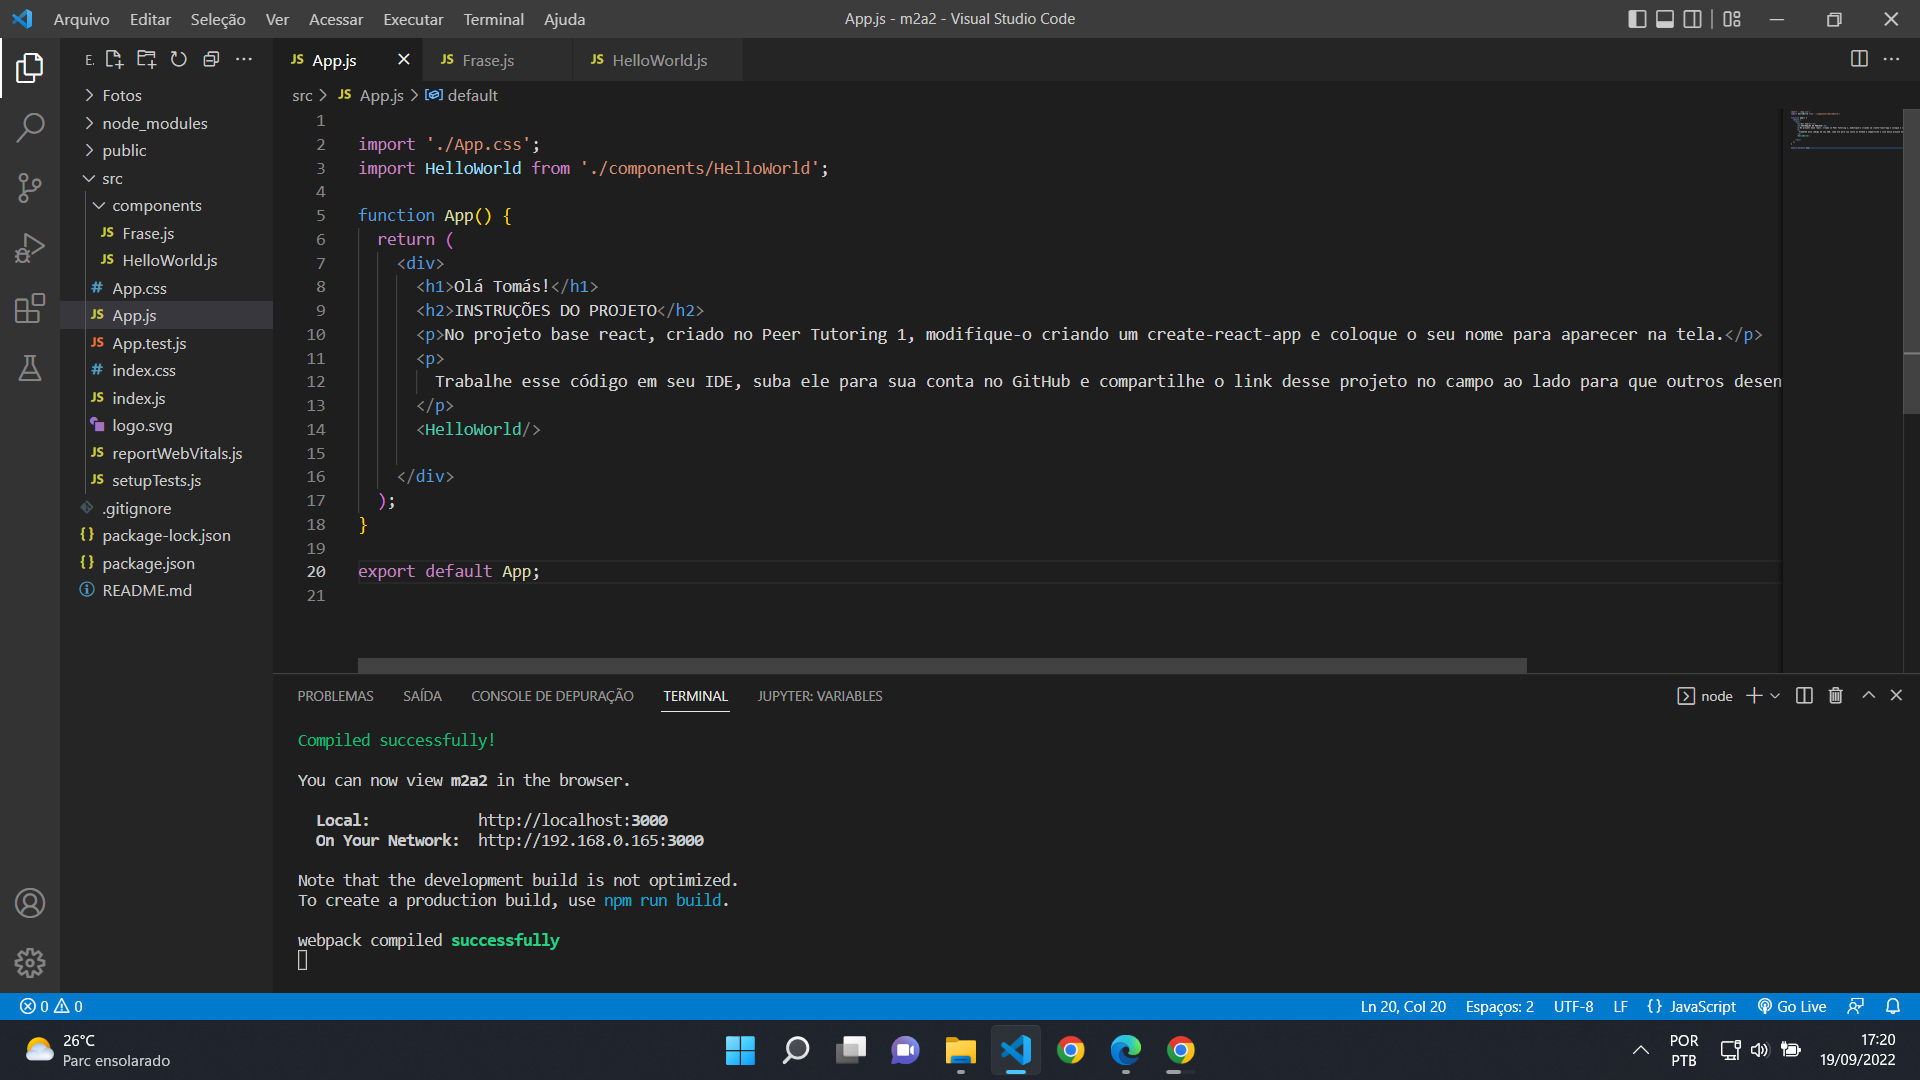 Arquivo Editar Seleção Ver Acessar Executar Terminal Ajuda
App.js - m2a2 - Visual Studio Code
E.
App.js
Frase.js
HelloWorld.js
src > JS App.js > default
Fotos
node_modules
public
src
components
JS Frase.js
JS HelloWorld.js
# App.css
JS App.js
JS App.test.js
# index.css
JS index.js
logo.svg
JS reportWebVitals.js
JS setupTests.js
.gitignore
{} package-lock.json
{} package.json
README.md
1
2 import './App.css';
3 import HelloWorld from './components/HelloWorld';
4
5 function App() {
6 return (
7 <div>
8 <h1>Olá Tomás!</h1>
9 <h2>INSTRUÇÕES DO PROJETO</h2>
10 <p>No projeto base react, criado no Peer Tutoring 1, modifique-o criando um create-react-app e coloque o seu nome para aparecer na tela.</p>
11 <p>
12 Trabalhe esse código em seu IDE, suba ele para sua conta no GitHub e compartilhe o link desse projeto no campo ao lado para que outros desen
13 </p>
14 <HelloWorld/>
15
16 </div>
17 );
18 }
19
20 export default App;
21
PROBLEMAS SAÍDA CONSOLE DE DEPURAÇÃO TERMINAL JUPYTER: VARIABLES
node
Compiled successfully!
You can now view m2a2 in the browser.
Local: http://localhost:3000
On Your Network: http://192.168.0.165:3000
Note that the development build is not optimized.
To create a production build, use npm run build.
webpack compiled successfully
0 0
Ln 20, Col 20 Espaços: 2 UTF-8 LF {} JavaScript Go Live
26°C
Parc ensolarado
POR
PTB
17:20
19/09/2022